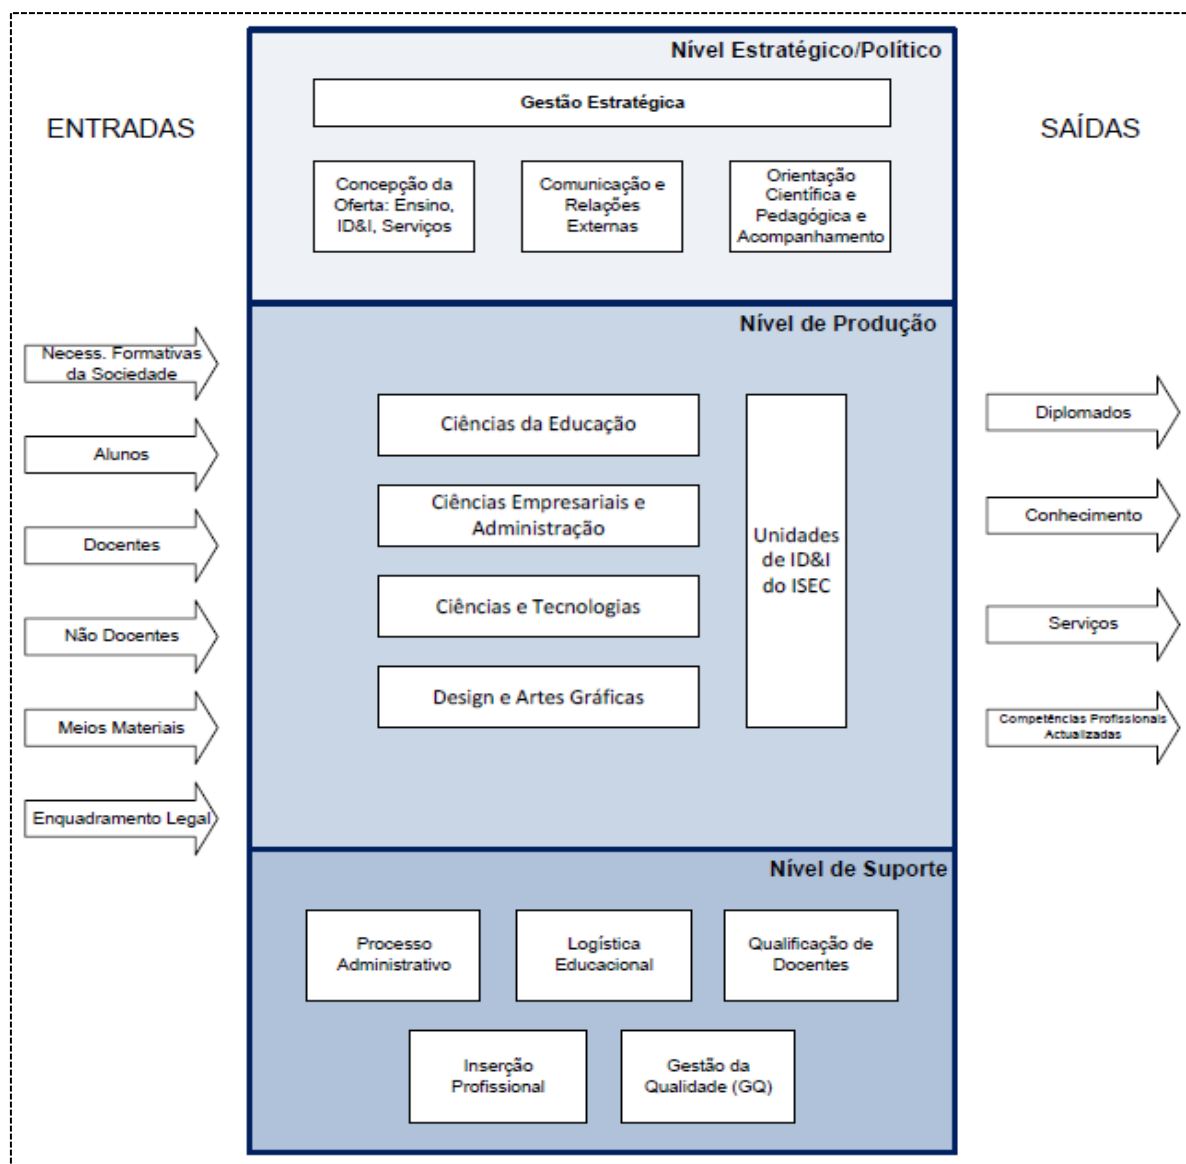 Nível Estratégico/Político
Gestão Estratégica
ENTRADAS
SAÍDAS
Concepção da
Oferta: Ensino,
ID&I, Serviços
Comunicação e
Relações
Externas
Orientação
Científica e
Pedagógica e
Acompanhamento
Nível de Produção
Necess. Formativas
da Sociedade
Alunos
Docentes
Não Docentes
Meios Materiais
Enquadramento Legal
Ciências da Educação
Ciências Empresariais e
Administração
Ciências e Tecnologias
Design e Artes Gráficas
Unidades
de ID&I
do ISEC
Diplomados
Conhecimento
Serviços
Competências Profissionais
Actualizadas
Nível de Suporte
Processo
Administrativo
Logística
Educacional
Qualificação de
Docentes
Inserção
Profissional
Gestão da
Qualidade (GQ)